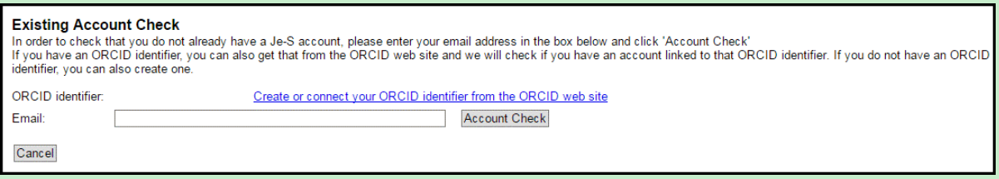 Existing Account Check
In order to check that you do not already have a Je-S account, please enter your email address in the box below and click 'Account Check'
If you have an ORCID identifier, you can also get that from the ORCID web site and we will check if you have an account linked to that ORCID identifier. If you do not have an ORCID
identifier, you can also create one.
ORCID identifier: Create or connect your ORCID identifier from the ORCID web site
Email: Account Check
Cancel